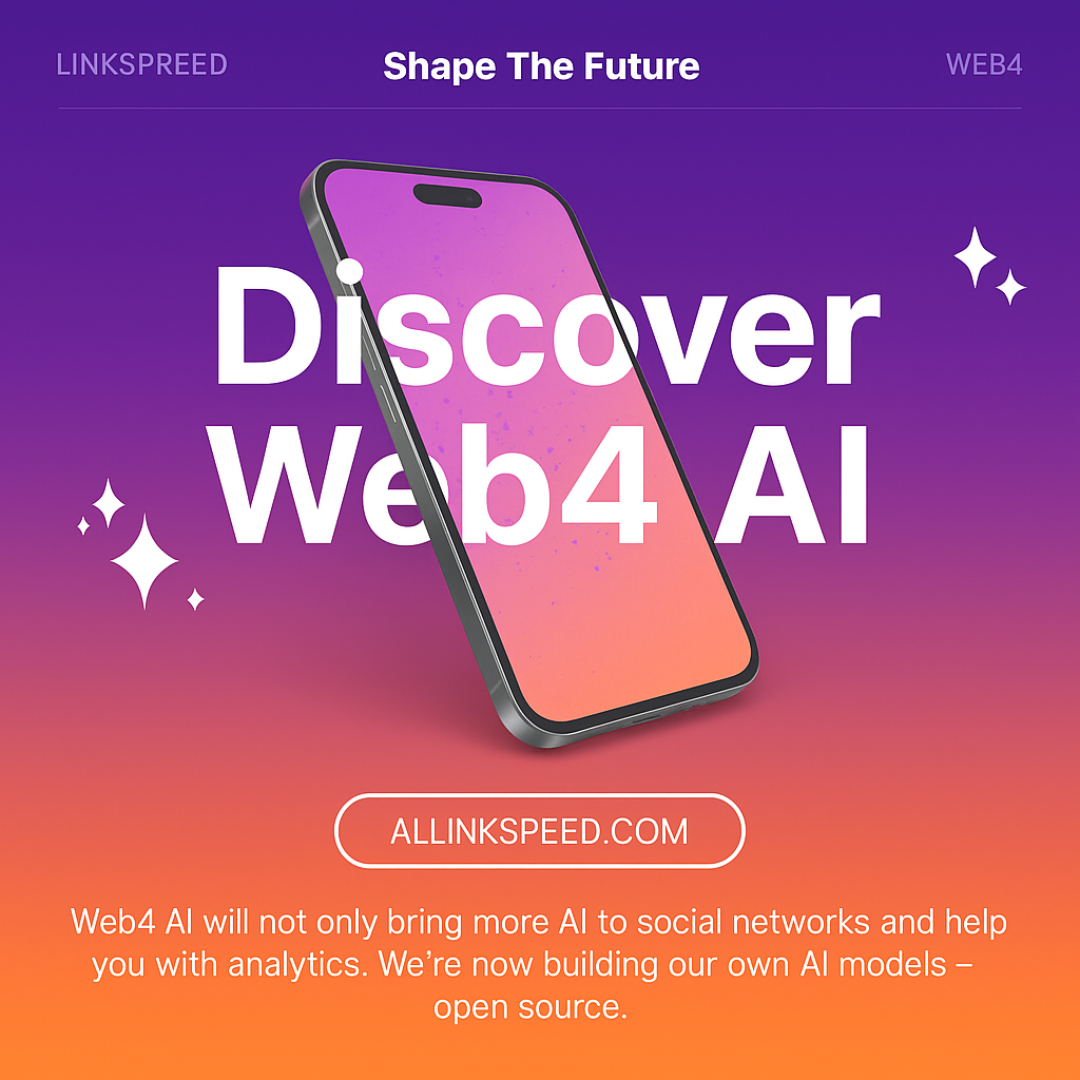 LINKSPREED
Shape The Future
WEB4
Discover
Web4 AI
ALLINKSPEED.COM
Web4 AI will not only bring more AI to social networks and help
you with analytics. We’re now building our own AI models –
open source.